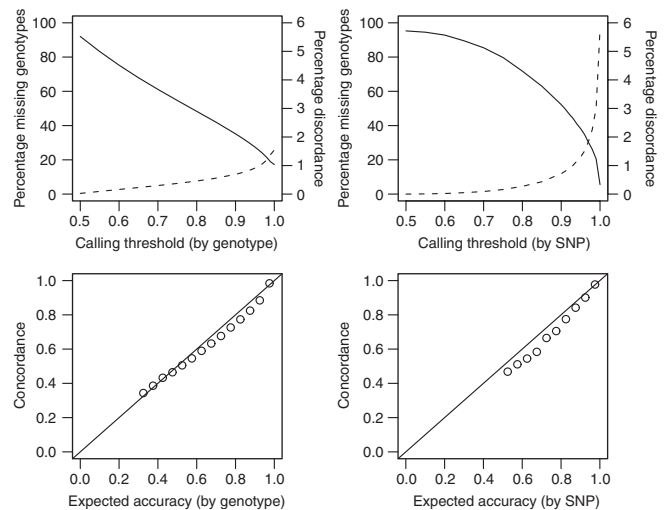 Percentage missing genotypes
100
80
60
40
20
0
6
5
4
3
2
1
0
Percentage discordance
0.5 0.6 0.7 0.8 0.9 1.0
Calling threshold (by genotype)
Percentage missing genotypes
100
80
60
40
20
0
6
5
4
3
2
1
0
Percentage discordance
0.5 0.6 0.7 0.8 0.9 1.0
Calling threshold (by SNP)
Concordance
1.0
0.8
0.6
0.4
0.2
0.0
0.0 0.2 0.4 0.6 0.8 1.0
Expected accuracy (by genotype)
Concordance
1.0
0.8
0.6
0.4
0.2
0.0
0.0 0.2 0.4 0.6 0.8 1.0
Expected accuracy (by SNP)